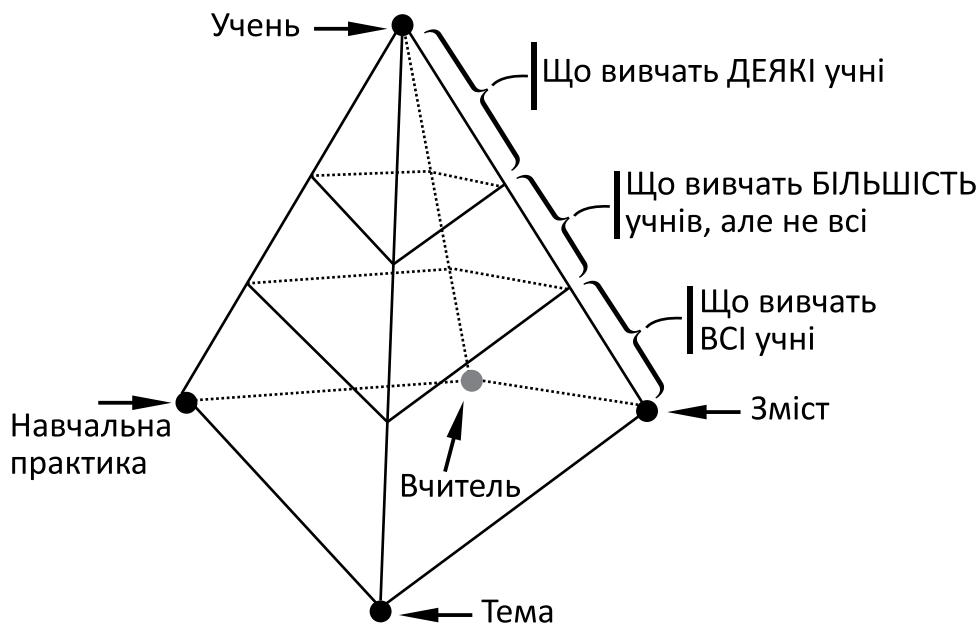 Учень
Що вивчать ДЕЯКІ учні
Що вивчать БІЛЬШІСТЬ
учнів, але не всі
Що вивчать
ВСІ учні
Зміст
Навчальна
практика
Вчитель
Тема